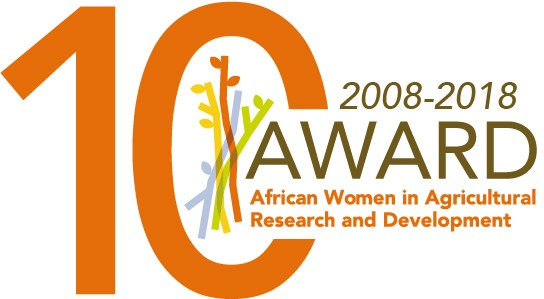 10
2008-2018
AWARD
African Women in Agricultural
Research and Development